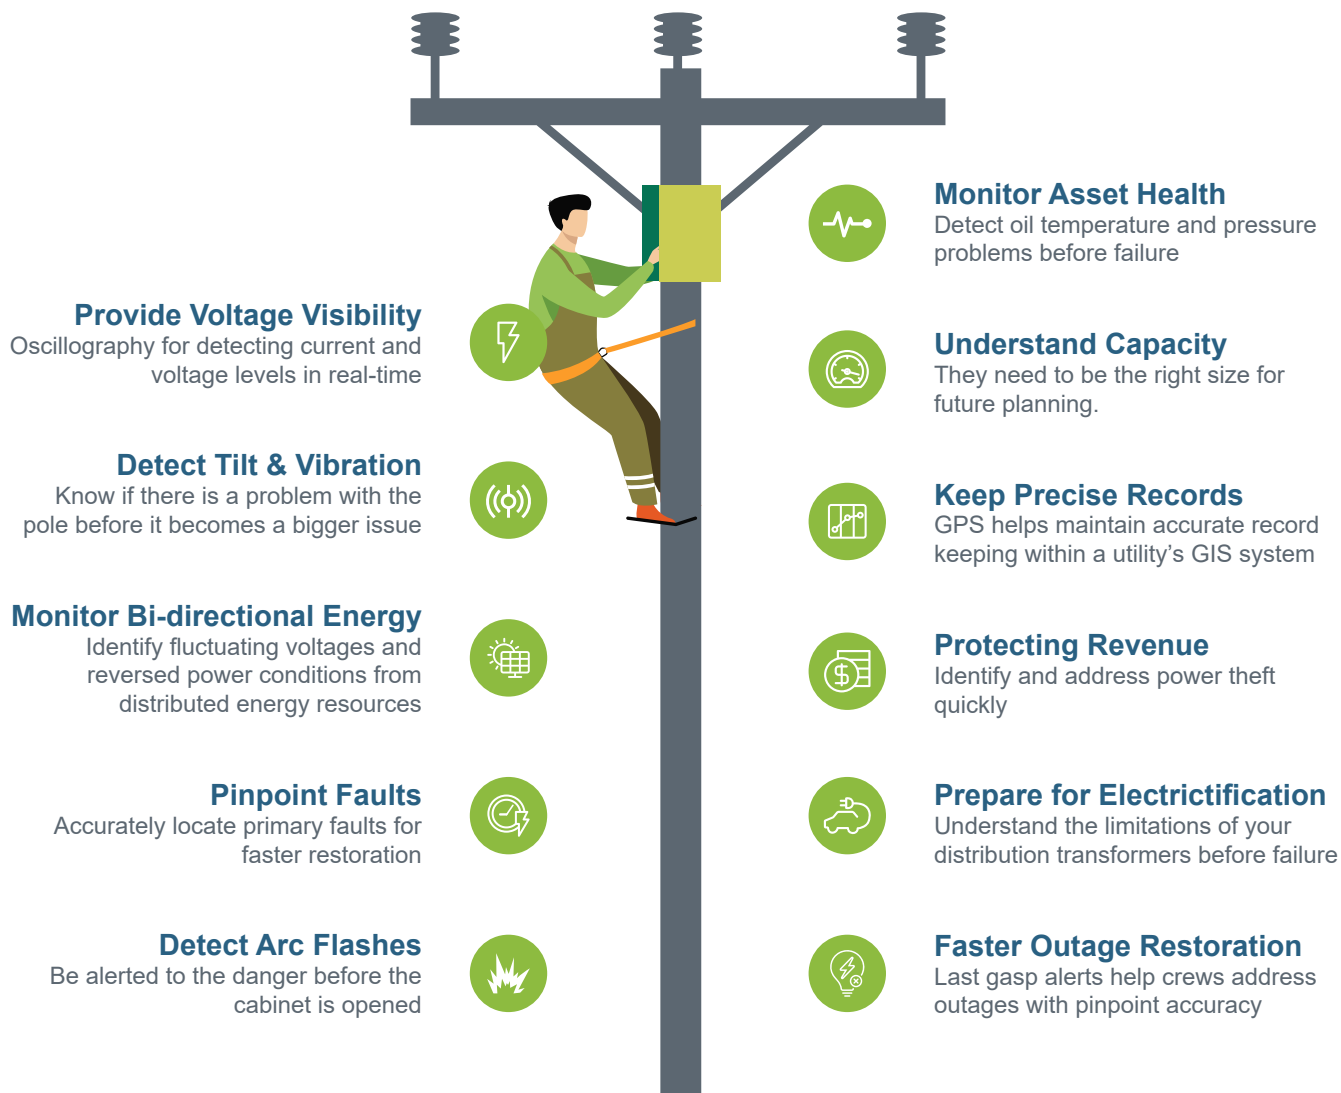 Provide Voltage Visibility
Oscillography for detecting current and
voltage levels in real-time
Detect Tilt & Vibration
Know if there is a problem with the
pole before it becomes a bigger issue
Monitor Bi-directional Energy
Identify fluctuating voltages and
reversed power conditions from
distributed energy resources
Pinpoint Faults
Accurately locate primary faults for
faster restoration
Detect Arc Flashes
Be alerted to the danger before the
cabinet is opened
Monitor Asset Health
Detect oil temperature and pressure
problems before failure
Understand Capacity
They need to be the right size for
future planning.
Keep Precise Records
GPS helps maintain accurate record
keeping within a utility’s GIS system
Protecting Revenue
Identify and address power theft
quickly
Prepare for Electrictification
Understand the limitations of your
distribution transformers before failure
Faster Outage Restoration
Last gasp alerts help crews address
outages with pinpoint accuracy